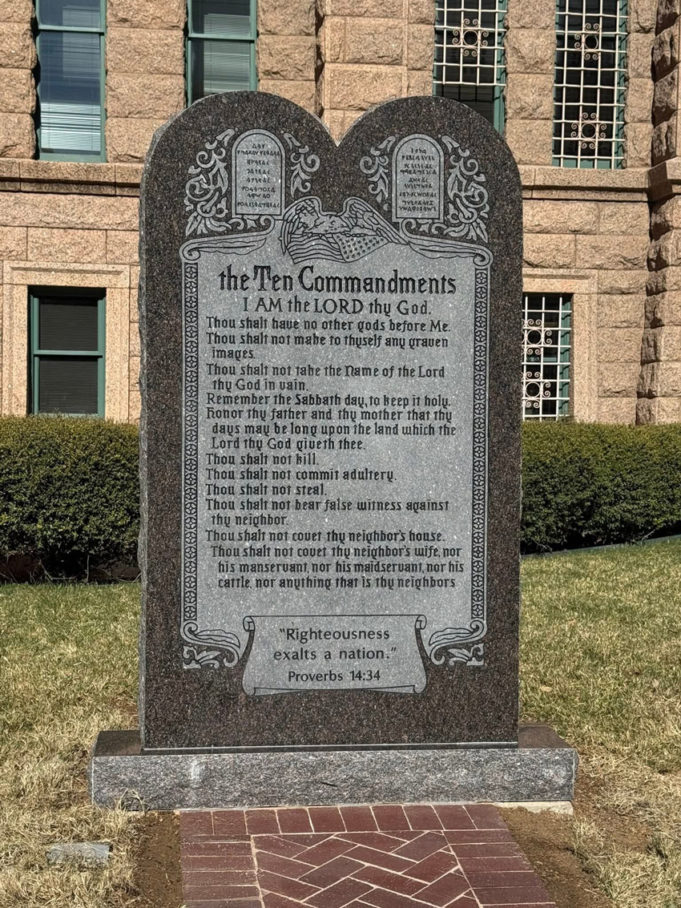 the Ten Commandments
I AM the LORD thy God.
Thou shalt have no other gods before Me.
Thou shalt not make to thyself any graven
images.
Thou shalt not take the Name of the Lord
thy God in vain.
Remember the Sabbath day, to keep it holy.
Honor thy father and thy mother that thy
days may be long upon the land which the
Lord thy God giveth thee.
Thou shalt not kill.
Thou shalt not commit adultery.
Thou shalt not steal.
Thou shalt not bear false witness against
thy neighbor.
Thou shalt not covet thy neighbor's house.
Thou shalt not covet thy neighbor's wife, nor
his manservant, nor his maidservant, nor his
cattle, nor anything that is thy neighbors
"Righteousness
exalts a nation."
Proverbs 14:34